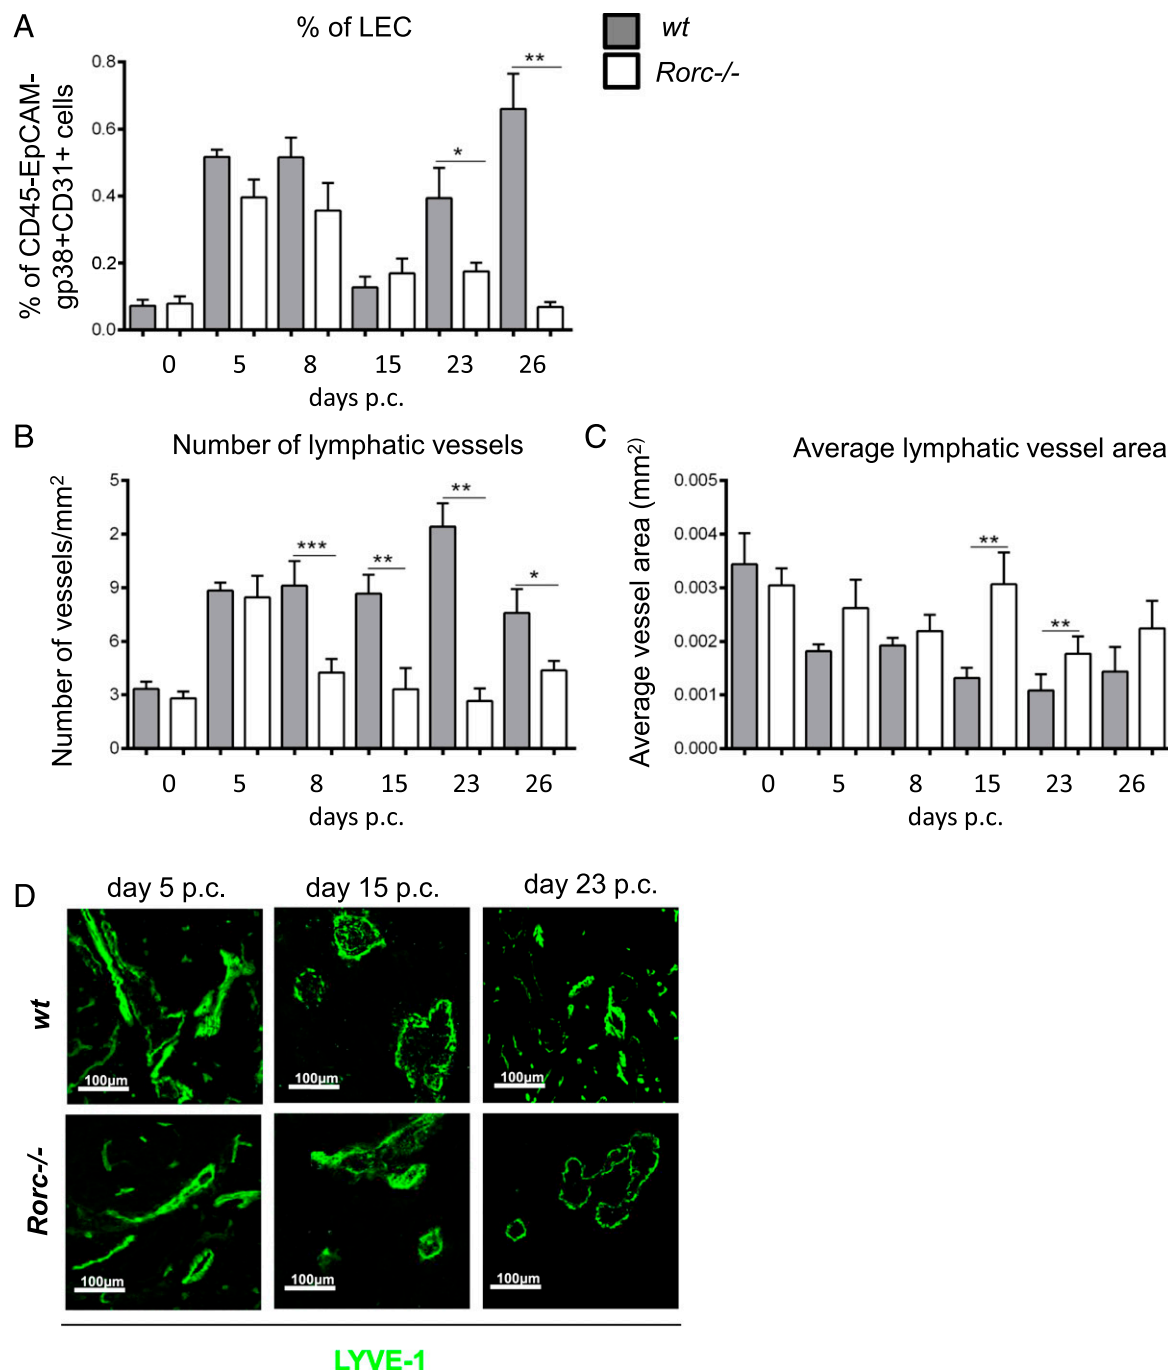 A
% of LEC
wt
Rorc-/-
% of CD45-EpCAM-
gp38+CD31+ cells
0.8
0.6
0.4
0.2
0.0
*
**
0 5 8 15 23 26
days p.c.
B
Number of lymphatic vessels
Number of vessels/mm²
5
2
9
6
3
0
***
**
**
*
0 5 8 15 23 26
days p.c.
C
Average lymphatic vessel area
Average vessel area (mm²)
0.005
0.004
0.003
0.002
0.001
0.000
**
**
0 5 8 15 23 26
days p.c.
D
day 5 p.c. day 15 p.c. day 23 p.c.
wt
100µm 100µm 100µm
Rorc-/-
100µm 100µm 100µm
LYVE-1